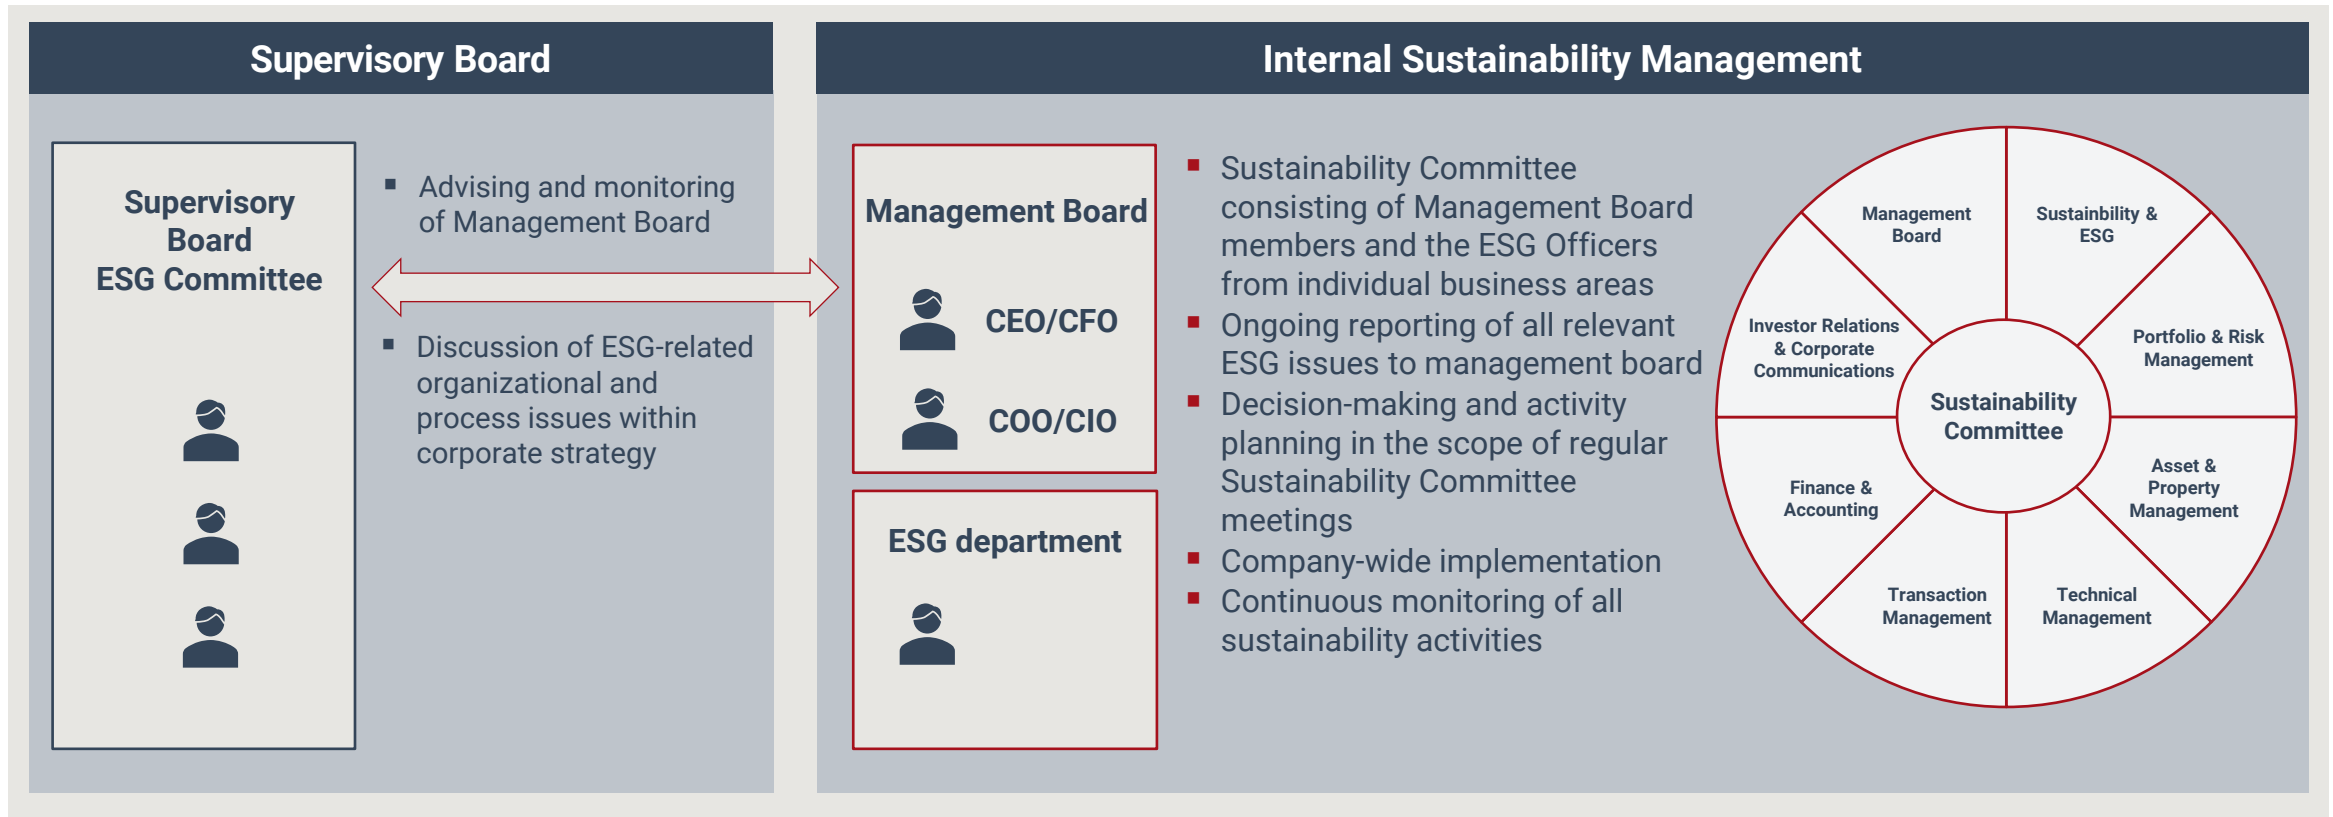 Supervisory Board
Supervisory
Board
ESG Committee
▪ Advising and monitoring
of Management Board
▪ Discussion of ESG-related
organizational and
process issues within
corporate strategy
Internal Sustainability Management
Management Board
CEO/CFO
COO/CIO
ESG department
▪ Sustainability Committee
consisting of Management Board
members and the ESG Officers
from individual business areas
▪ Ongoing reporting of all relevant
ESG issues to management board
▪ Decision-making and activity
planning in the scope of regular
Sustainability Committee
meetings
▪ Company-wide implementation
▪ Continuous monitoring of all
sustainability activities
Management
Board
Sustainbility &
ESG
Portfolio & Risk
Management
Asset &
Property
Management
Technical
Management
Transaction
Management
Finance &
Accounting
Investor Relations
& Corporate
Communications
Sustainability
Committee